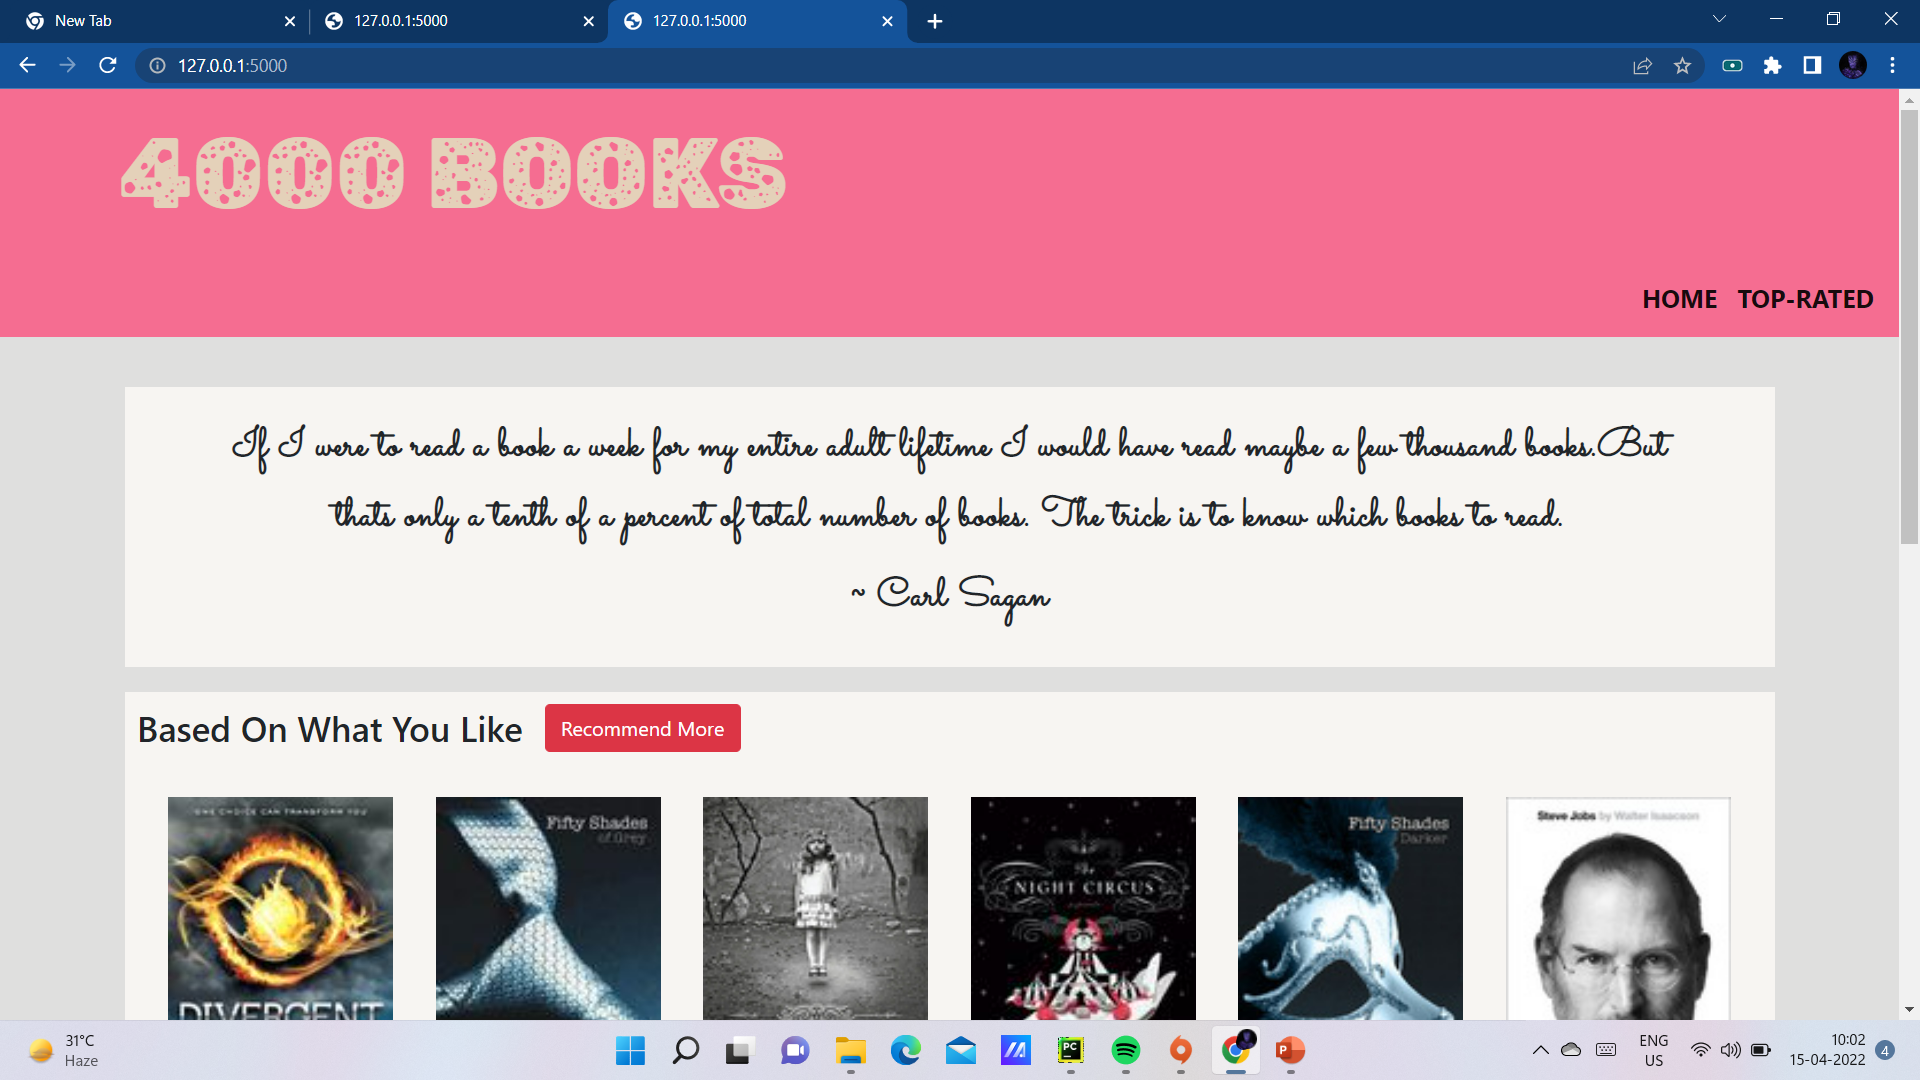 New Tab
127.0.0.1:5000
127.0.0.1:5000
127.0.0.1:5000
4000 BOOKS
HOME TOP-RATED
If I were to read a book a week for my entire adult lifetime I would have read maybe a few thousand books.But
thats only a tenth of a percent of total number of books. The trick is to know which books to read.
~ Carl Sagan
Based On What You Like Recommend More
ONE CHOICE CAN TRANSFORM YOU
DIVERGENT
Fifty Shades
of Grey
The
NIGHT CIRCUS
Fifty Shades
Darker
Steve Jobs by Walter Isaacson
31°C
Haze
PC
P
ENG
US
10:02
15-04-2022
4